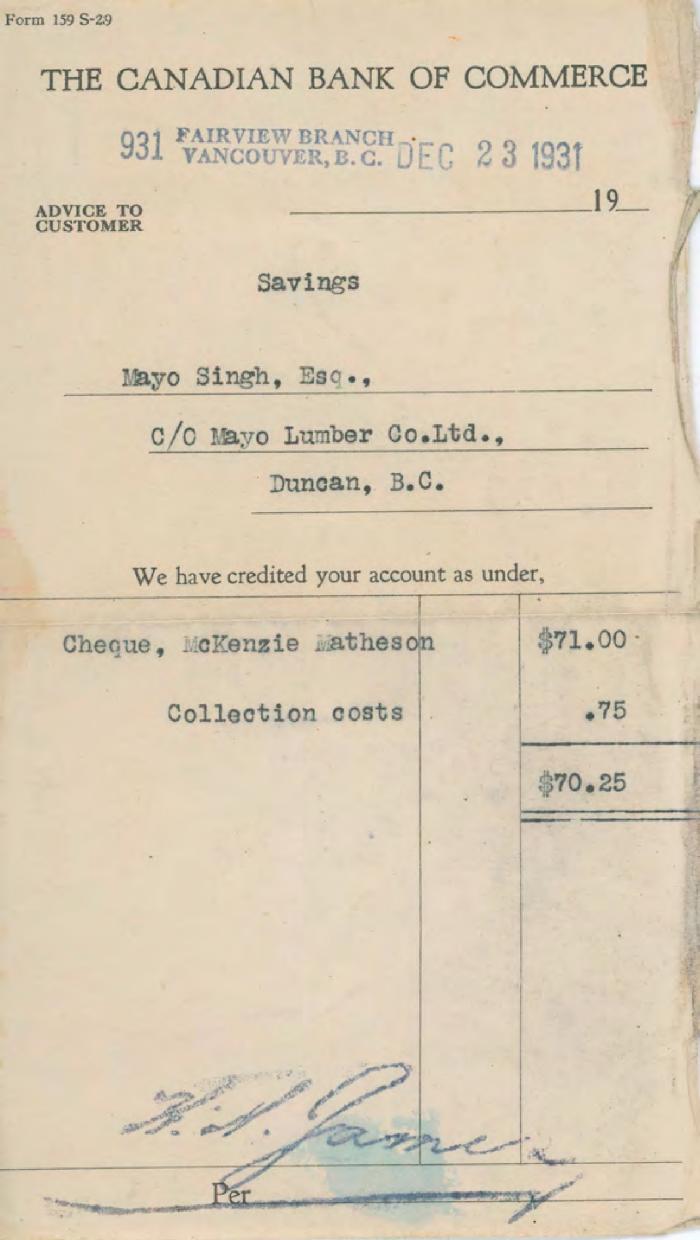 Form 159 S-29
THE CANADIAN BANK OF COMMERCE
931 FAIRVIEW BRANCH
VANCOUVER, B. C. DEC 23 1931
19
ADVICE TO
CUSTOMER
Savings
Mayo Singh, Esq.,
C/O Mayo Lumber Co.Ltd.,
Duncan, B.C.
We have credited your account as under,
Cheque, McKenzie Matheson $71.00
Collection costs .75
$70.25
Per